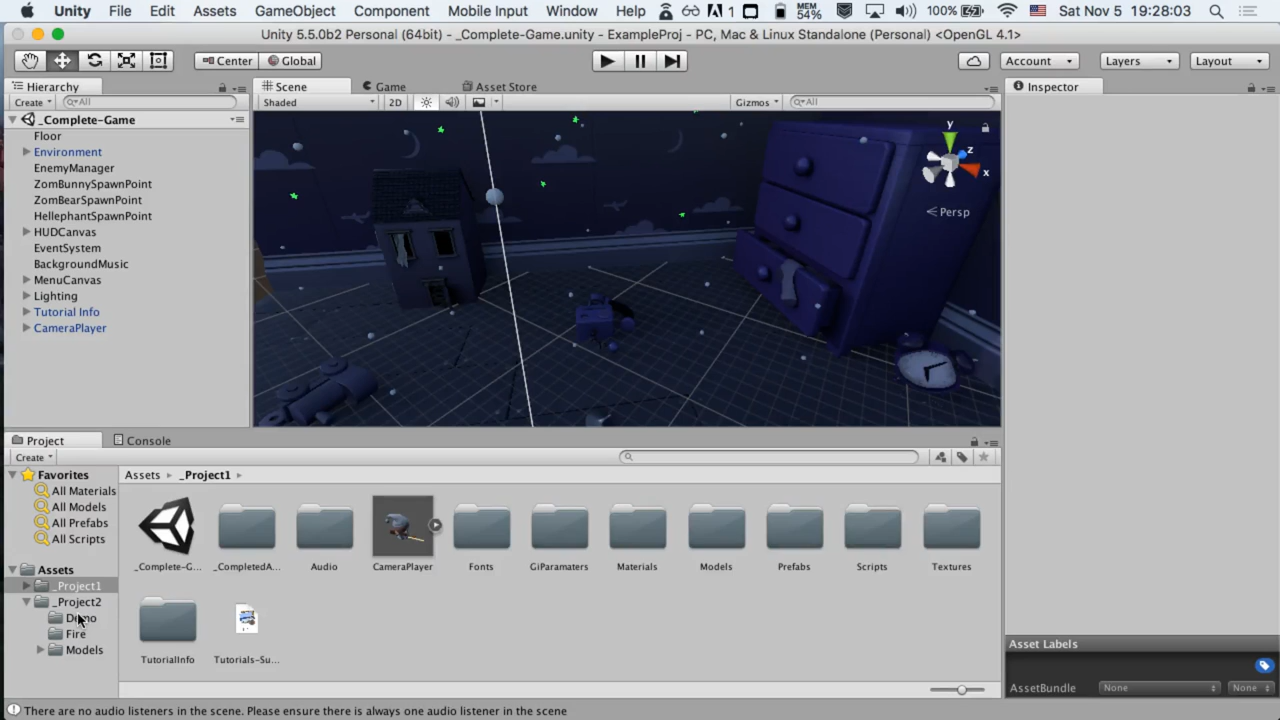 Unity File Edit Assets GameObject Component Mobile Input Window Help 1 MEM 54% 100% Sat Nov 5 19:28:03
Unity 5.5.0b2 Personal (64bit) - _Complete-Game.unity - ExampleProj - PC, Mac & Linux Standalone (Personal) <OpenGL 4.1>
Center Global Account Layers Layout
Hierarchy Scene Game Asset Store Inspector
Create All Shaded 2D Gizmos All
_Complete-Game
Floor
Environment
EnemyManager
ZomBunnySpawnPoint
ZomBearSpawnPoint
HellephantSpawnPoint
HUDCanvas
EventSystem
BackgroundMusic
MenuCanvas
Lighting
Tutorial Info
CameraPlayer
y
z
x
Persp
Project Console
Create
Favorites
All Materials
All Models
All Prefabs
All Scripts
Assets
_Project1
_Project2
Demo
Fire
Models
Assets _Project1
_Complete-G... _CompletedA... Audio CameraPlayer Fonts GiParamaters Materials Models Prefabs Scripts Textures
TutorialInfo Tutorials-Su...
Asset Labels
AssetBundle None None
There are no audio listeners in the scene. Please ensure there is always one audio listener in the scene